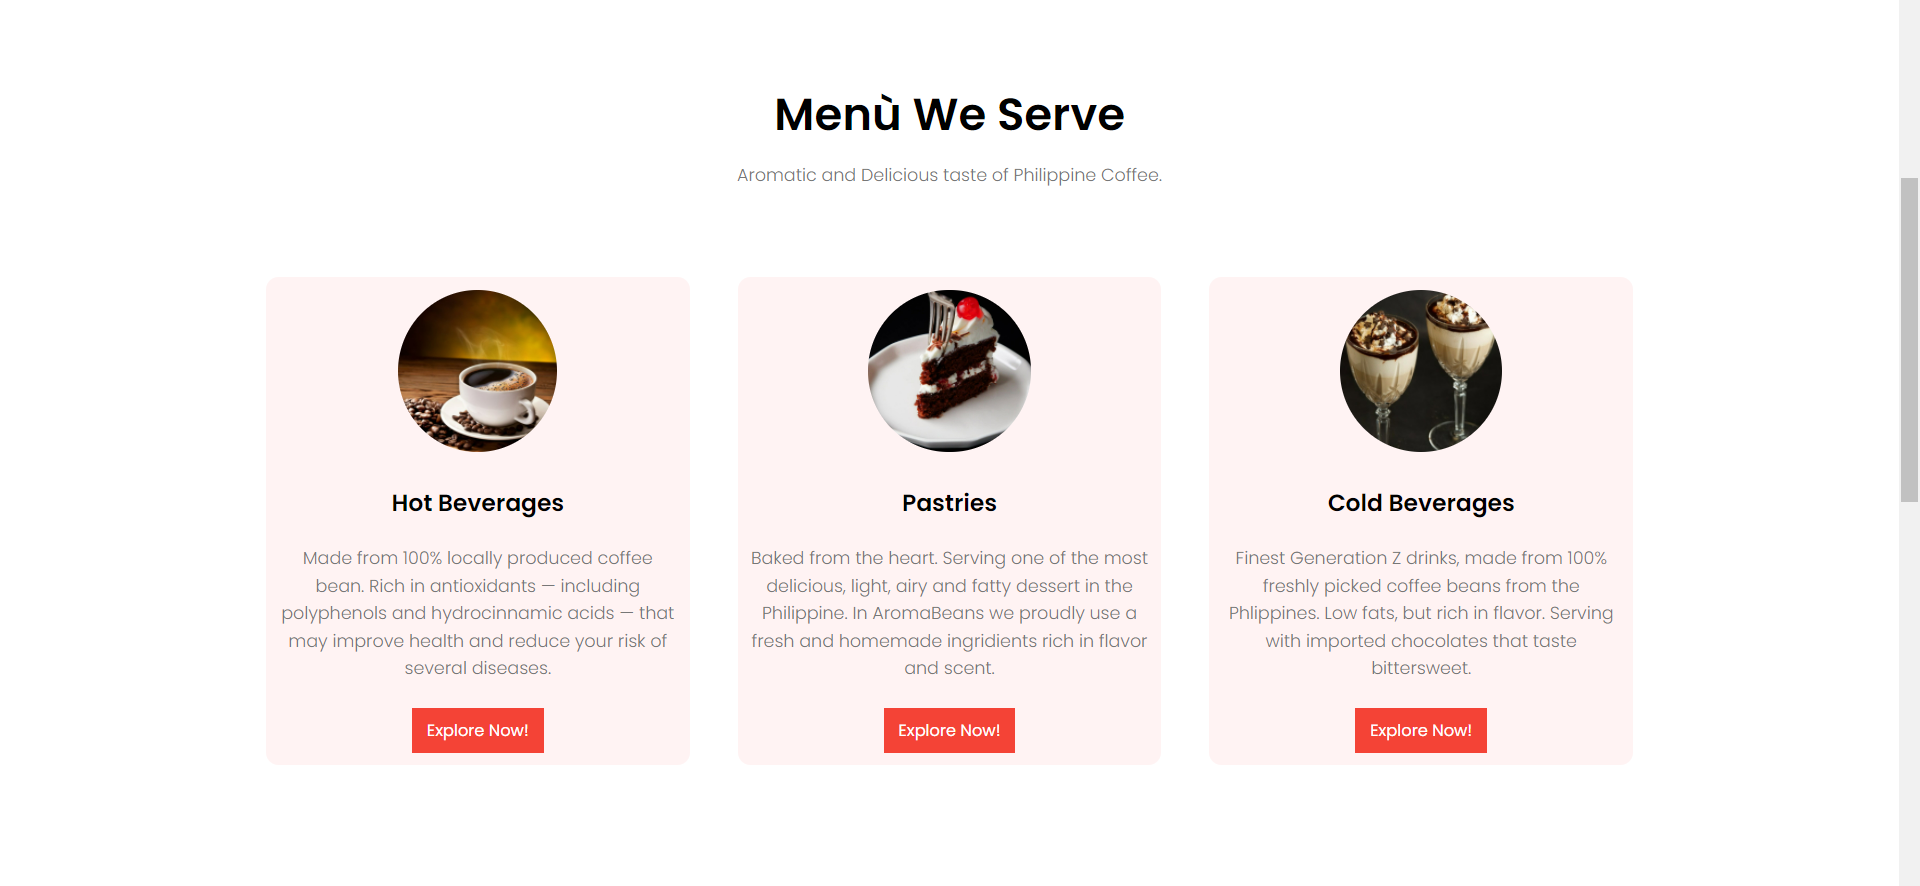 Menù We Serve
Aromatic and Delicious taste of Philippine Coffee.
Hot Beverages
Made from 100% locally produced coffee
bean. Rich in antioxidants — including
polyphenols and hydrocinnamic acids — that
may improve health and reduce your risk of
several diseases.
Explore Now!
Pastries
Baked from the heart. Serving one of the most
delicious, light, airy and fatty dessert in the
Philippine. In AromaBeans we proudly use a
fresh and homemade ingridients rich in flavor
and scent.
Explore Now!
Cold Beverages
Finest Generation Z drinks, made from 100%
freshly picked coffee beans from the
Phlippines. Low fats, but rich in flavor. Serving
with imported chocolates that taste
bittersweet.
Explore Now!